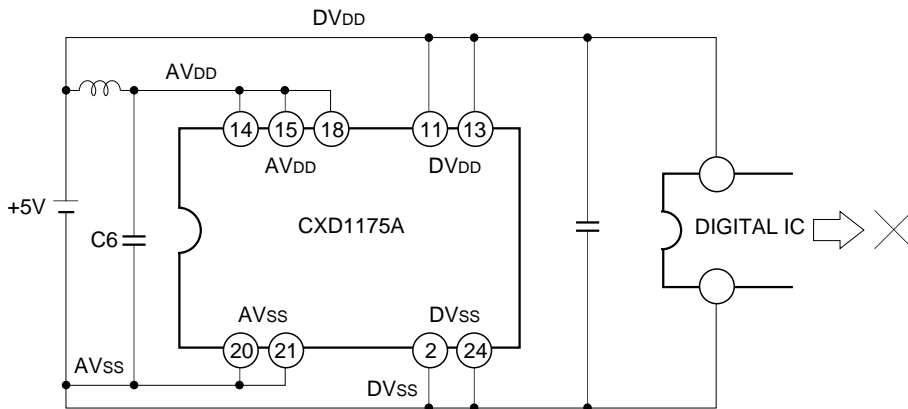 DVDD
AVDD
14 15 18 11 13
AVDD DVDD
+5V
C6
CXD1175A
DIGITAL IC
AVSS DVSS
20 21 2 24
AVSS
DVSS